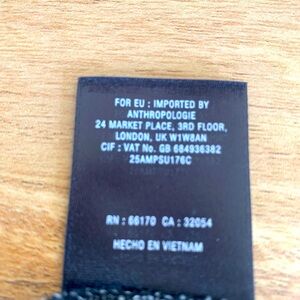 FOR EU : IMPORTED BY
ANTHROPOLOGIE
24 MARKET PLACE, 3RD FLOOR,
LONDON, UK W1W8AN
CIF : VAT No. GB 684936382
25AMPSU176C
RN : 66170 CA : 32054
HECHO EN VIETNAM